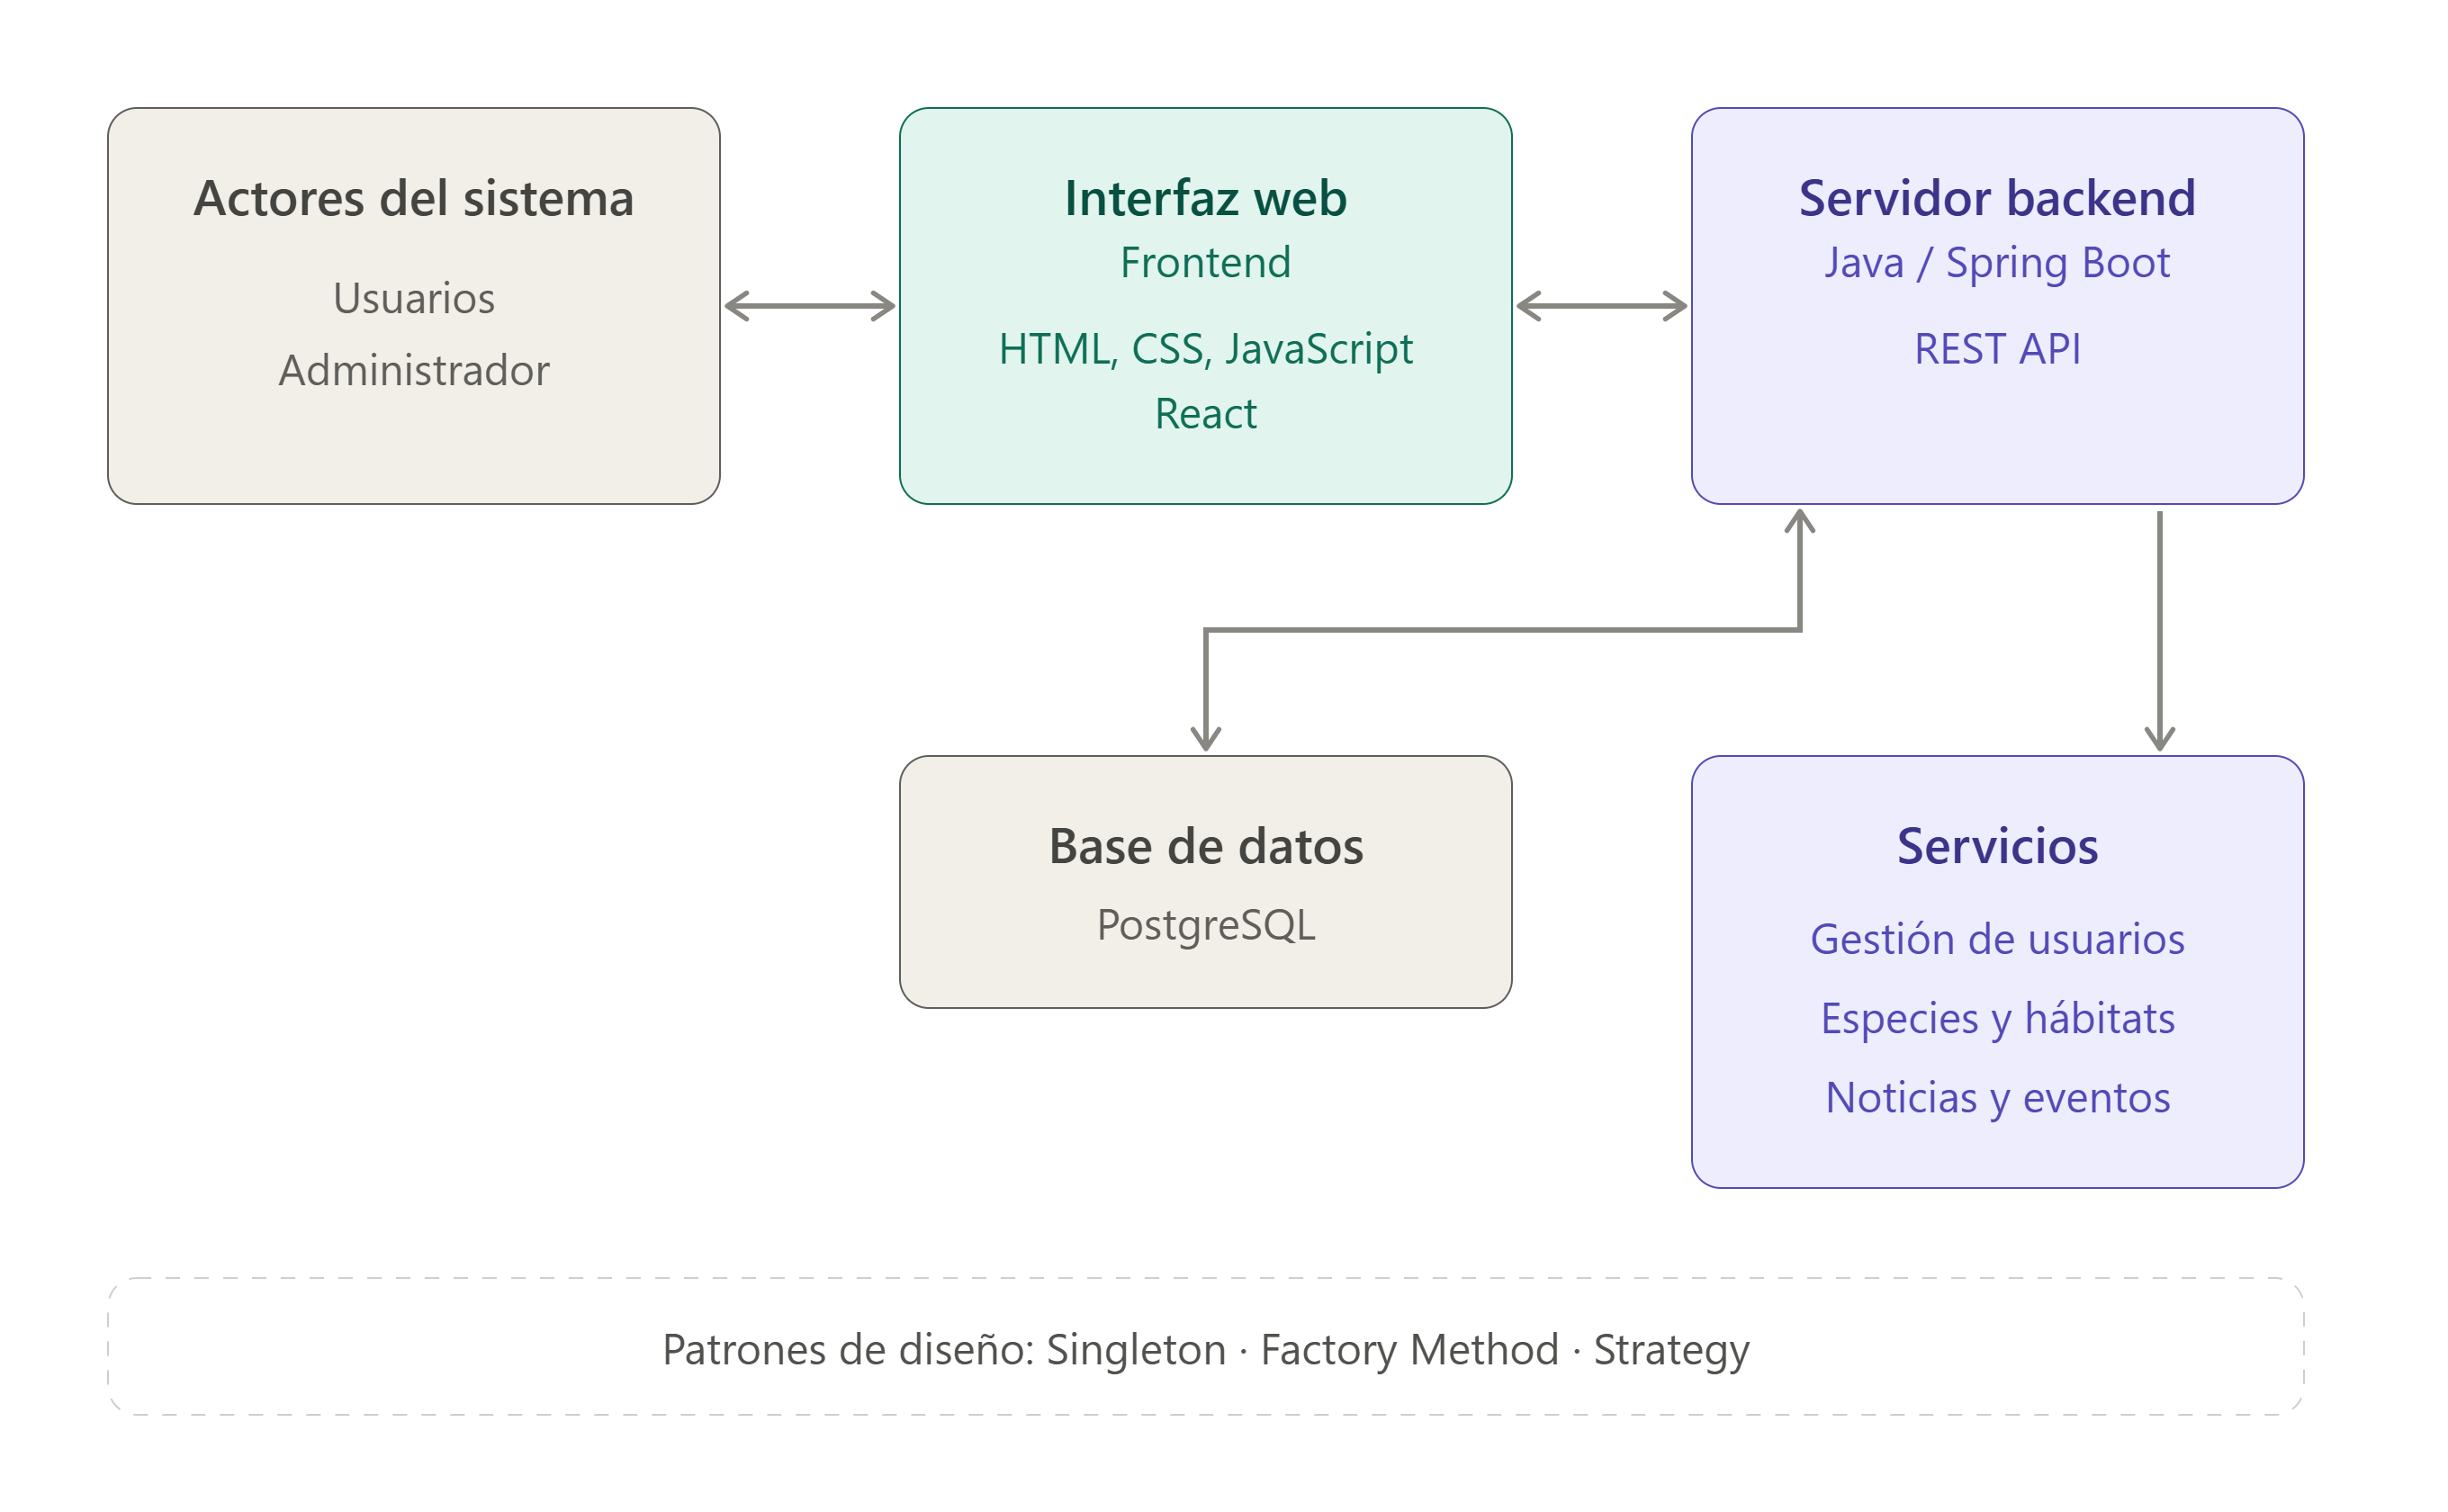 Actores del sistema
Usuarios
Administrador
Interfaz web
Frontend
HTML, CSS, JavaScript
React
Servidor backend
Java / Spring Boot
REST API
Base de datos
PostgreSQL
Servicios
Gestión de usuarios
Especies y hábitats
Noticias y eventos
Patrones de diseño: Singleton · Factory Method · Strategy